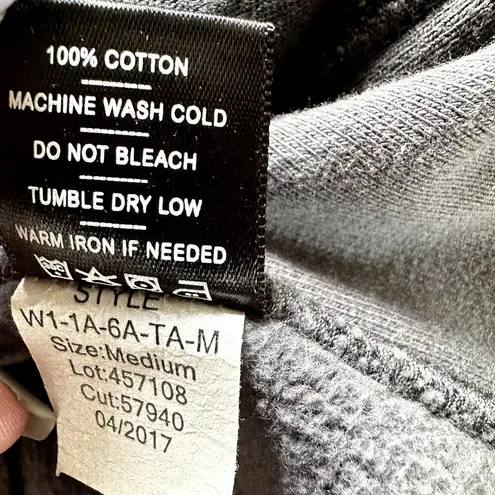 100% COTTON
MACHINE WASH COLD
DO NOT BLEACH
TUMBLE DRY LOW
WARM IRON IF NEEDED
STYLE
W1-1A-6A-TA-M
Size:Medium
Lot:457108
Cut:57940
04/2017